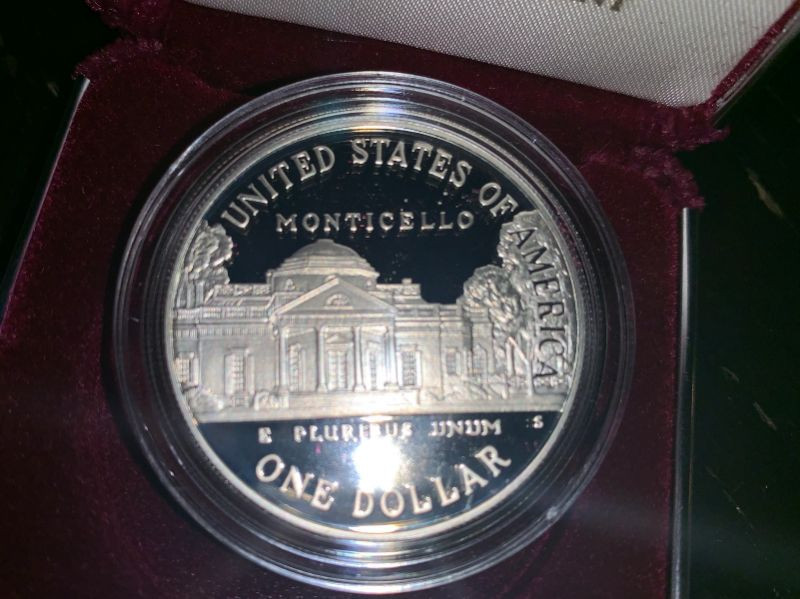 UNITED STATES OF AMERICA
MONTICELLO
E PLURIBUS UNUM S
ONE DOLLAR